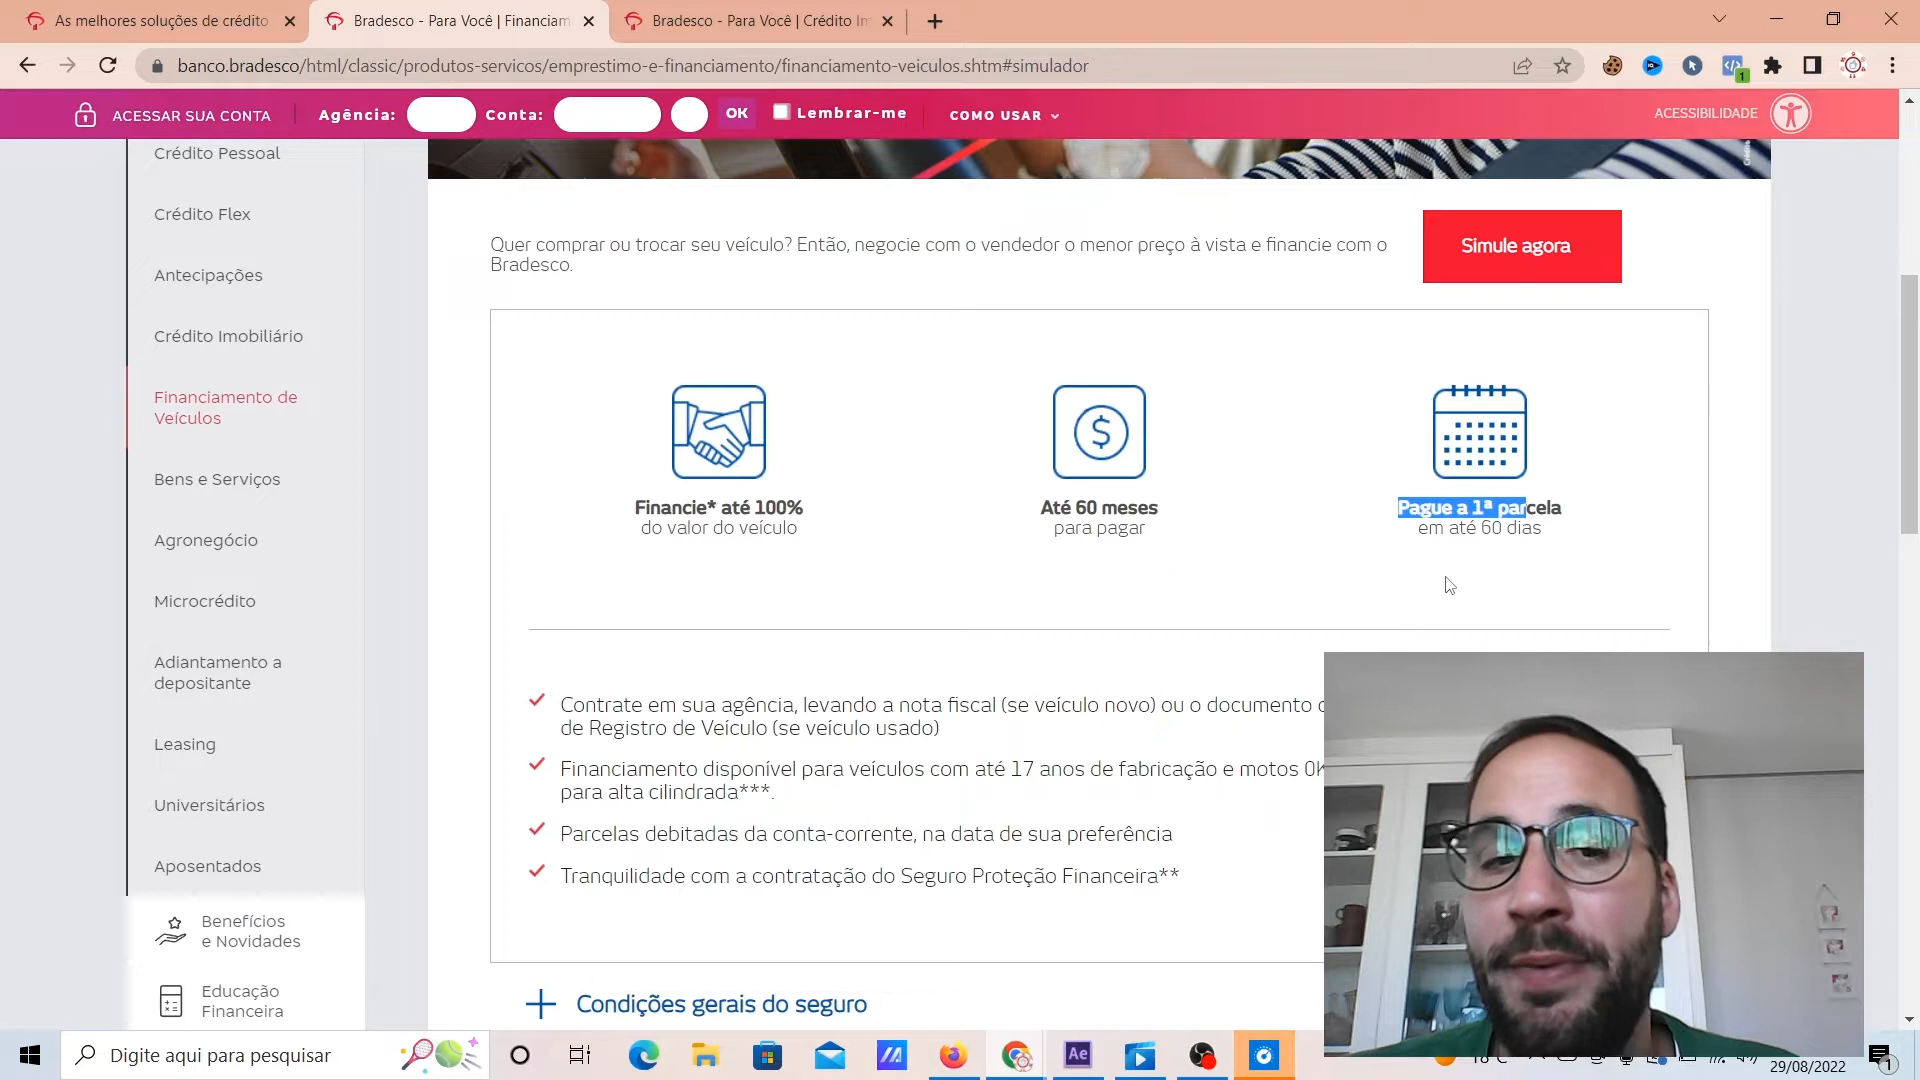 As melhores soluções de crédito
Bradesco - Para Você | Financiam
Bradesco - Para Você | Crédito Im
banco.bradesco/html/classic/produtos-servicos/emprestimo-e-financiamento/financiamento-veiculos.shtm#simulador
1
ACESSAR SUA CONTA
Agência:
Conta:
OK
Lembrar-me
COMO USAR
ACESSIBILIDADE
Crédito Pessoal
Crédito Flex
Antecipações
Crédito Imobiliário
Financiamento de
Veículos
Bens e Serviços
Agronegócio
Microcrédito
Adiantamento a
depositante
Leasing
Universitários
Aposentados
Benefícios
e Novidades
Educação
Financeira
Quer comprar ou trocar seu veículo? Então, negocie com o vendedor o menor preço à vista e financie com o
Bradesco.
Simule agora
Financie* até 100%
do valor do veículo
$
Até 60 meses
para pagar
Pague a 1ª parcela
em até 60 dias
Contrate em sua agência, levando a nota fiscal (se veículo novo) ou o documento
de Registro de Veículo (se veículo usado)
Financiamento disponível para veículos com até 17 anos de fabricação e motos 0K
para alta cilindrada***.
Parcelas debitadas da conta-corrente, na data de sua preferência
Tranquilidade com a contratação do Seguro Proteção Financeira**
Condições gerais do seguro
Digite aqui para pesquisar
Ae
18°C
29/08/2022
1